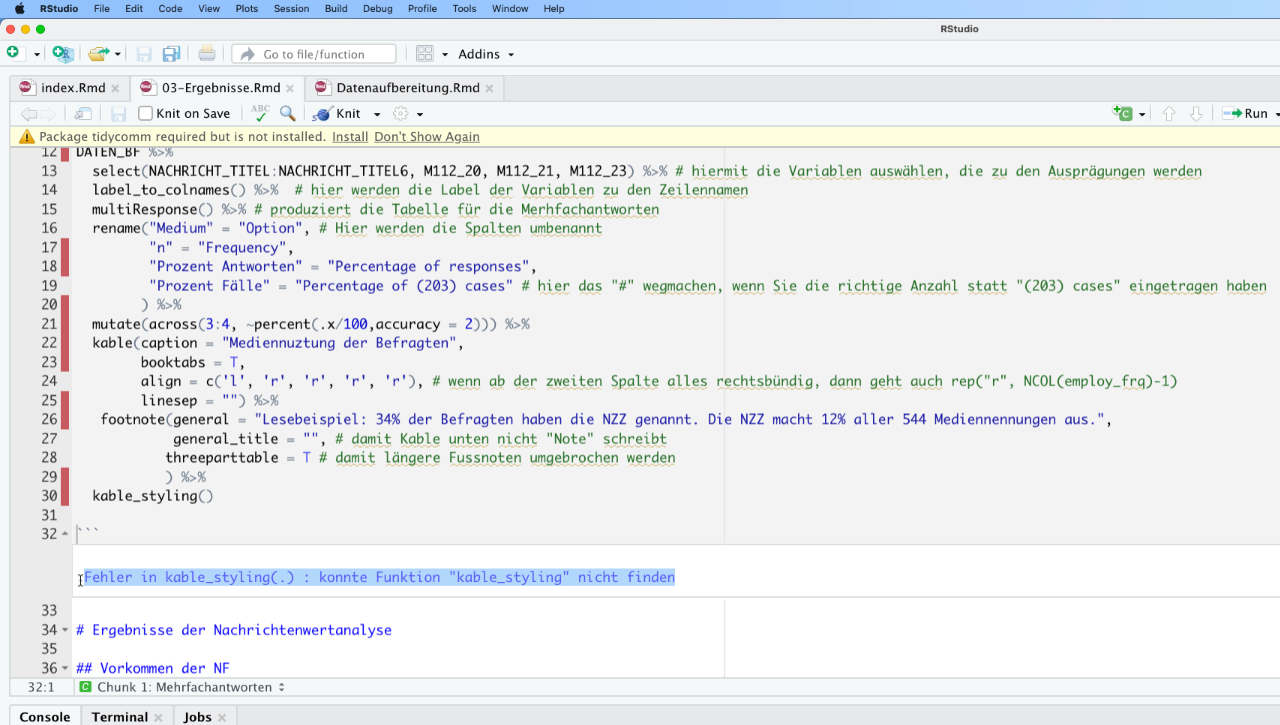 RStudio File Edit Code View Plots Session Build Debug Profile Tools Window Help
RStudio
Go to file/function Addins
index.Rmd 03-Ergebnisse.Rmd Datenaufbereitung.Rmd
Knit on Save ABC Knit Run
Package tidycomm required but is not installed. Install Don't Show Again
12 DATEN_BF %>%
13 select(NACHRICHT_TITEL:NACHRICHT_TITEL6, M112_20, M112_21, M112_23) %>% # hiermit die Variablen auswählen, die zu den Ausprägungen werden
14 label_to_colnames() %>% # hier werden die Label der Variablen zu den Zeilennamen
15 multiResponse() %>% # produziert die Tabelle für die Merhfachantworten
16 rename("Medium" = "Option", # Hier werden die Spalten umbenannt
17 "n" = "Frequency",
18 "Prozent Antworten" = "Percentage of responses",
19 "Prozent Fälle" = "Percentage of (203) cases" # hier das "#" wegmachen, wenn Sie die richtige Anzahl statt "(203) cases" eingetragen haben
20 ) %>%
21 mutate(across(3:4, ~percent(.x/100,accuracy = 2))) %>%
22 kable(caption = "Mediennuztung der Befragten",
23 booktabs = T,
24 align = c('l', 'r', 'r', 'r', 'r'), # wenn ab der zweiten Spalte alles rechtsbündig, dann geht auch rep("r", NCOL(employ_frq)-1)
25 linesep = "") %>%
26 footnote(general = "Lesebeispiel: 34% der Befragten haben die NZZ genannt. Die NZZ macht 12% aller 544 Mediennennungen aus.",
27 general_title = "", # damit Kable unten nicht "Note" schreibt
28 threeparttable = T # damit längere Fussnoten umgebrochen werden
29 ) %>%
30 kable_styling()
31
32 ```
Fehler in kable_styling(.) : konnte Funktion "kable_styling" nicht finden
33
34 # Ergebnisse der Nachrichtenwertanalyse
35
36 ## Vorkommen der NF
32:1 C Chunk 1: Mehrfachantworten
Console Terminal Jobs